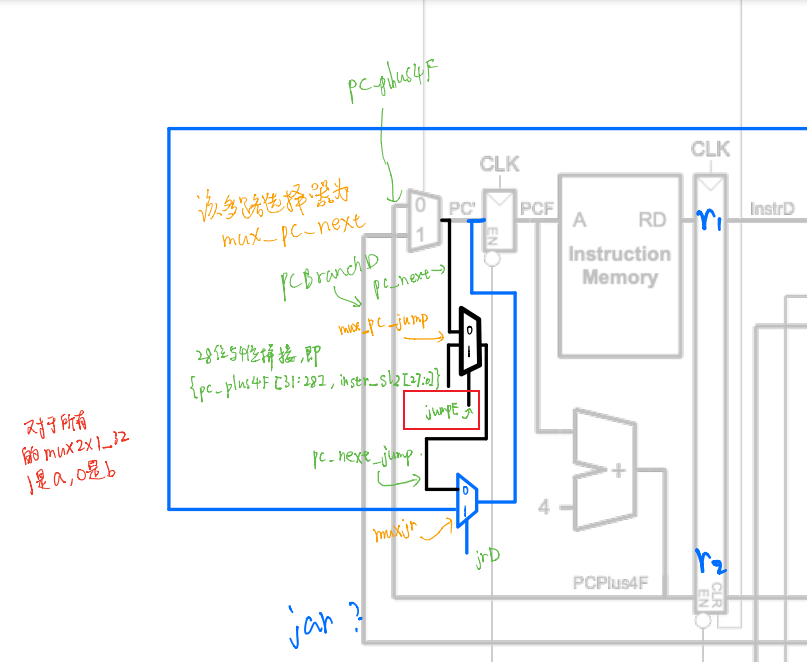 PC_plus4F
CLK
CLK
该多路选择器为
mux_pc_next
0
1
PC'
EN
PCF
A
RD
Instruction
Memory
r1
InstrD
PCBranchD
pc_next
mux_pc_jump
0
1
28位与4位拼接,即
{pc_plus4F[31:28], instr_sl2[27:0]}
jumpE
对于所有
的mux2x1_32
1是a,0是b
pc_next_jump
0
1
muxjr
jrD
+
4
PCPlus4F
r2
EN
CLR
jar ?